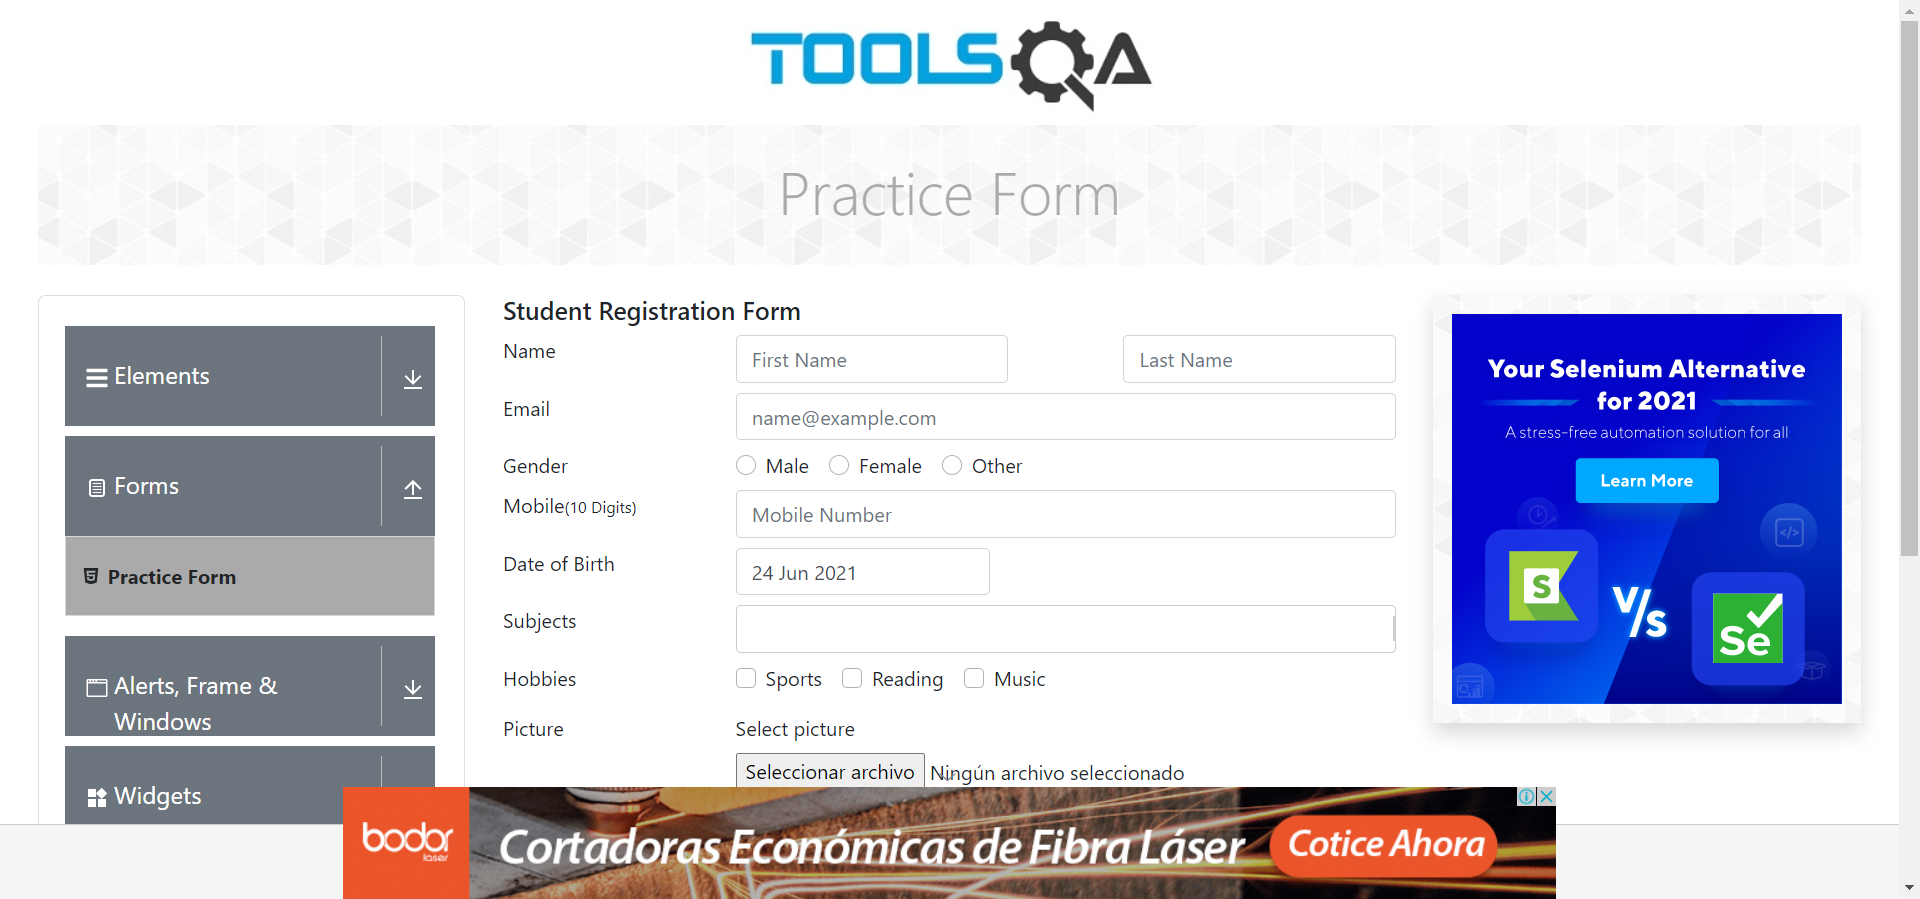 TOOLSQA
Practice Form
Elements
Forms
Practice Form
Alerts, Frame &
Windows
Widgets
Student Registration Form
Name
First Name
Last Name
Email
name@example.com
Gender
Male
Female
Other
Mobile(10 Digits)
Mobile Number
Date of Birth
24 Jun 2021
Subjects
Hobbies
Sports
Reading
Music
Picture
Select picture
Seleccionar archivo
Ningún archivo seleccionado
Your Selenium Alternative
for 2021
A stress-free automation solution for all
Learn More
S
V/s
Se
</>
bodor
laser
Cortadoras Económicas de Fibra Láser
Cotice Ahora